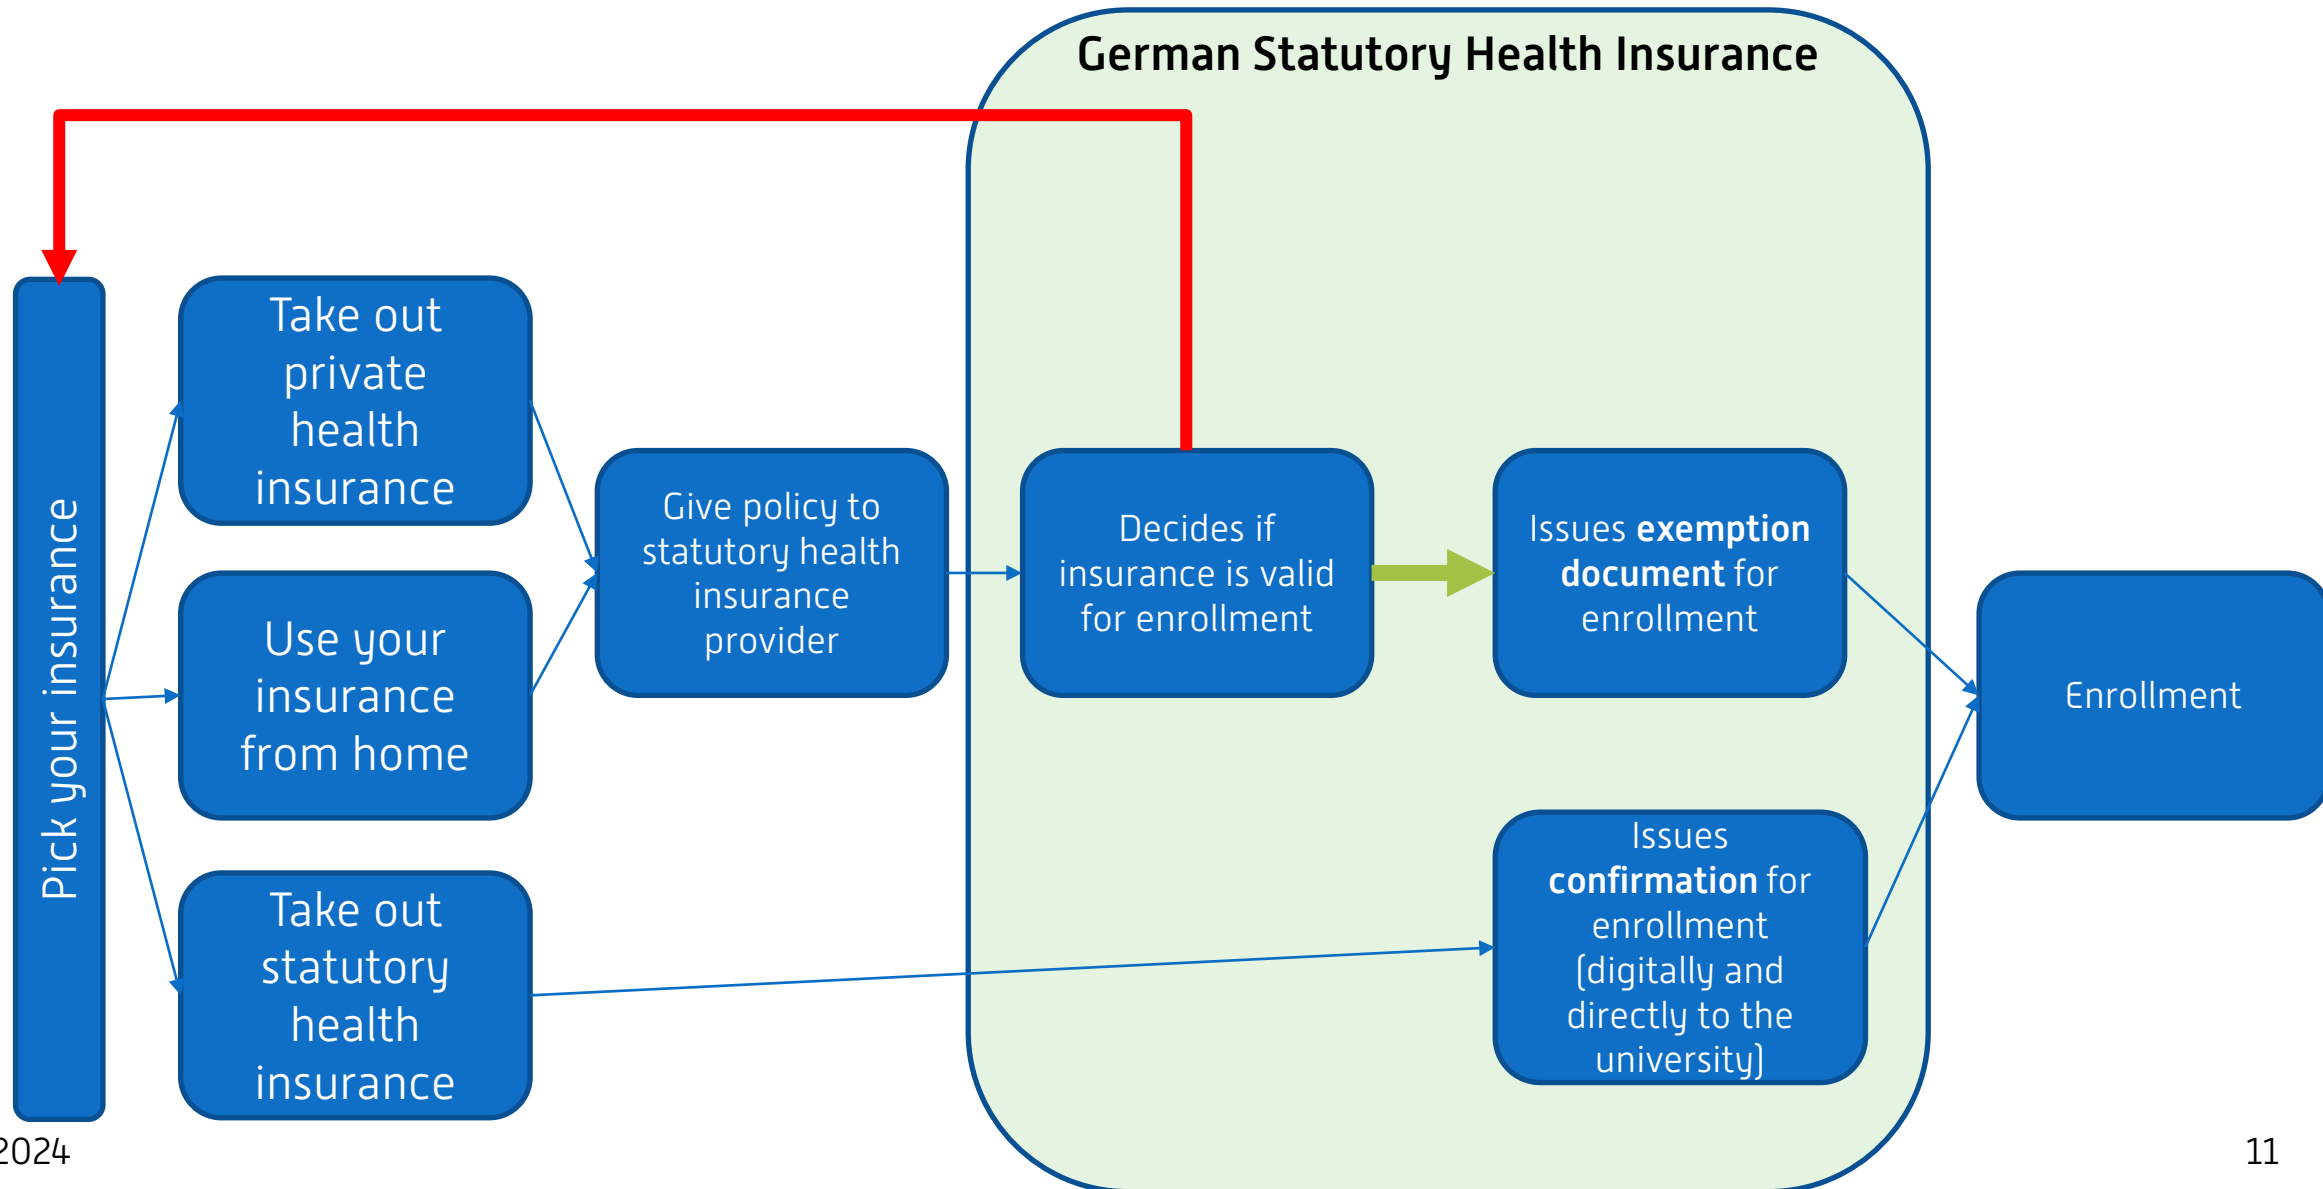 German Statutory Health Insurance
Pick your insurance
Take out
private
health
insurance
Use your
insurance
from home
Take out
statutory
health
insurance
Give policy to
statutory health
insurance
provider
Decides if
insurance is valid
for enrollment
Issues exemption
document for
enrollment
Issues
confirmation for
enrollment
(digitally and
directly to the
university)
Enrollment
2024
11